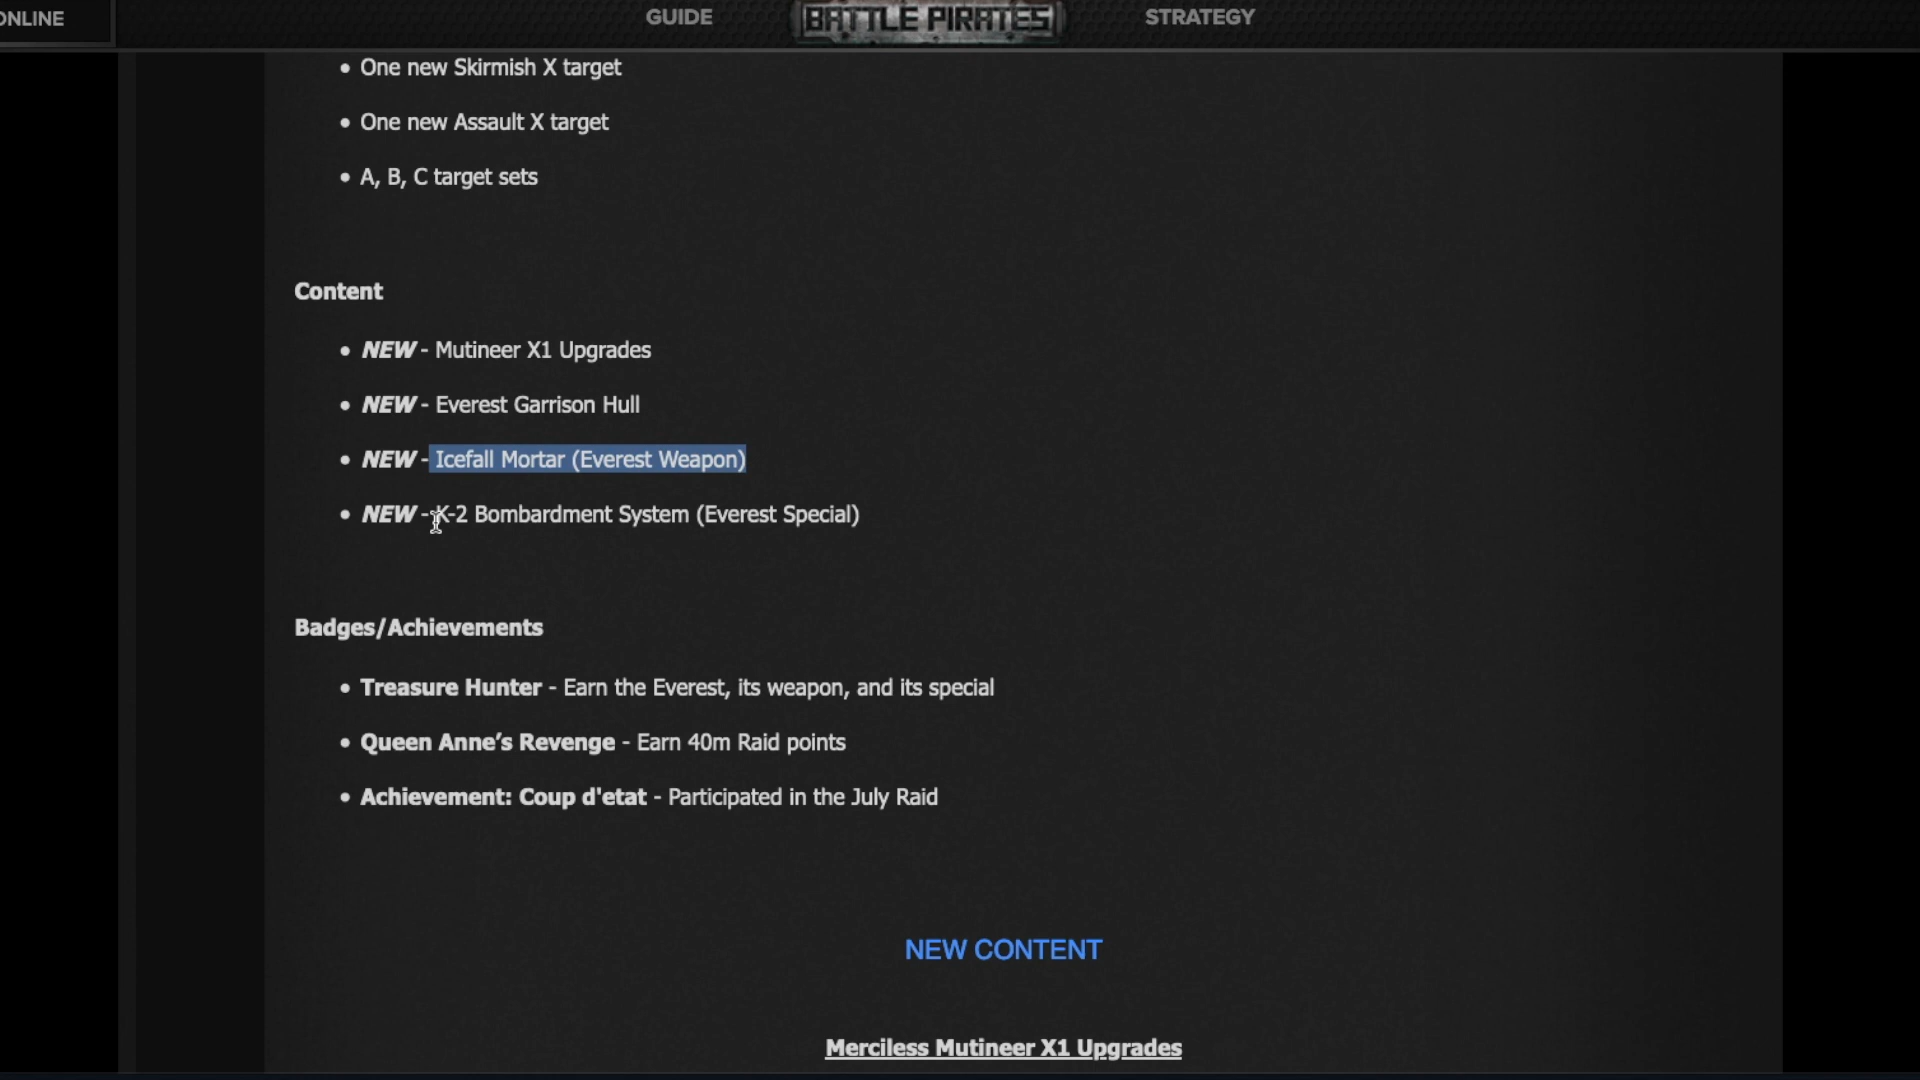 ONLINE
GUIDE
BATTLE PIRATES
STRATEGY
• One new Skirmish X target
• One new Assault X target
• A, B, C target sets
Content
• NEW - Mutineer X1 Upgrades
• NEW - Everest Garrison Hull
• NEW - Icefall Mortar (Everest Weapon)
• NEW - K-2 Bombardment System (Everest Special)
Badges/Achievements
• Treasure Hunter - Earn the Everest, its weapon, and its special
• Queen Anne’s Revenge - Earn 40m Raid points
• Achievement: Coup d'etat - Participated in the July Raid
NEW CONTENT
Merciless Mutineer X1 Upgrades